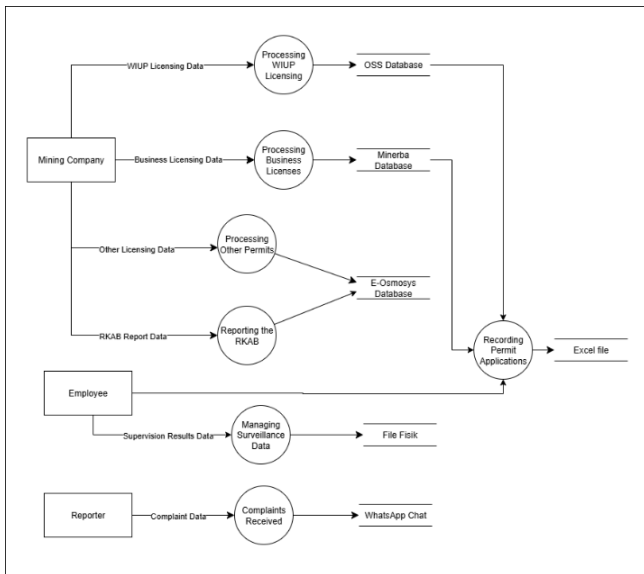 Processing
WIUP
Licensing
WIUP Licensing Data
OSS Database
Mining Company
Business Licensing Data
Processing
Business
Licenses
Minerba
Database
Other Licensing Data
Processing
Other Permits
E-Osmosys
Database
RKAB Report Data
Reporting the
RKAB
Recording
Permit
Applications
Excel file
Employee
Supervision Results Data
Managing
Surveillance
Data
File Fisik
Reporter
Complaint Data
Complaints
Received
WhatsApp Chat